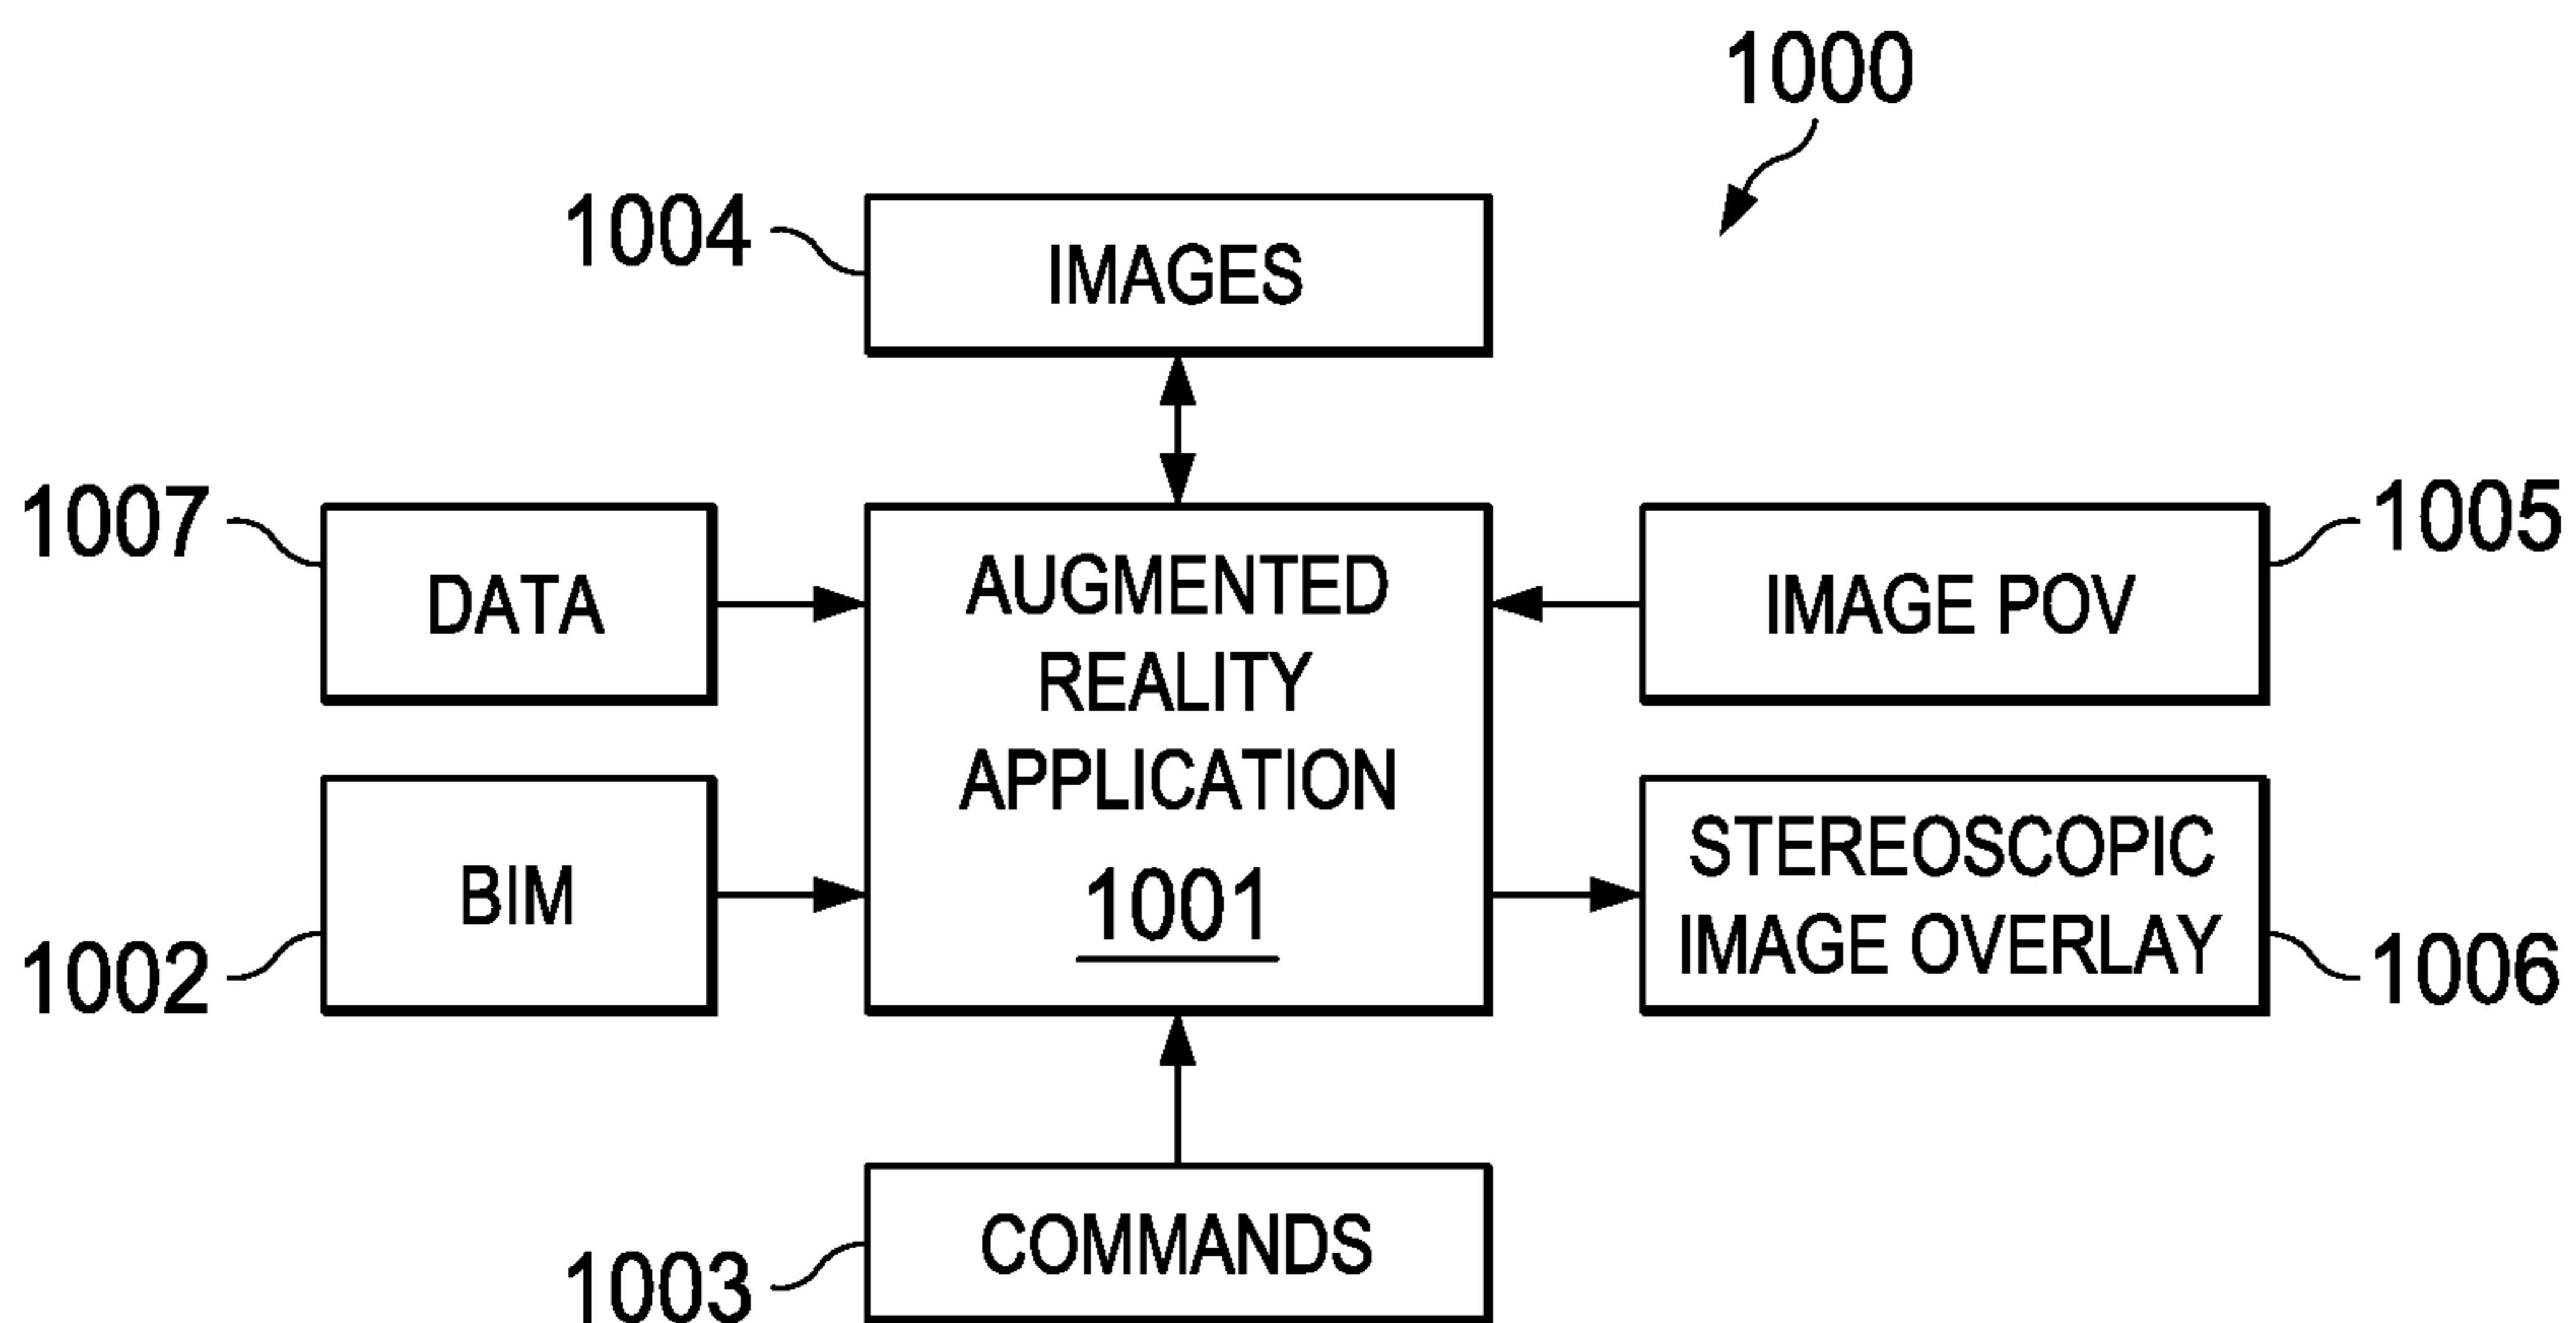 1000
1004
IMAGES
1007
DATA
AUGMENTED
REALITY
APPLICATION
1001
IMAGE POV
1005
BIM
1002
STEREOSCOPIC
IMAGE OVERLAY
1006
COMMANDS
1003